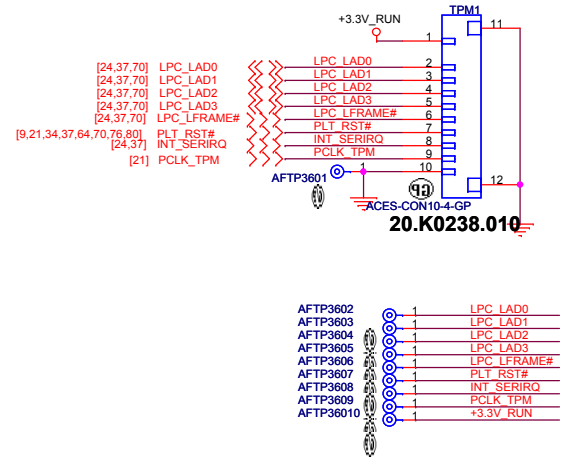 TPM1
+3.3V_RUN
11
1
[24,37,70] LPC_LAD0 LPC_LAD0 2
[24,37,70] LPC_LAD1 LPC_LAD1 3
[24,37,70] LPC_LAD2 LPC_LAD2 4
[24,37,70] LPC_LAD3 LPC_LAD3 5
[24,37,70] LPC_LFRAME# LPC_LFRAME# 6
[9,21,34,37,64,70,76,80] PLT_RST# PLT_RST# 7
[24,37] INT_SERIRQ INT_SERIRQ 8
[21] PCLK_TPM PCLK_TPM 9
AFTP3601 1 10
12
GP
ACES-CON10-4-GP
20.K0238.010
AFTP3602 1 LPC_LAD0
AFTP3603 1 LPC_LAD1
AFTP3604 1 LPC_LAD2
AFTP3605 1 LPC_LAD3
AFTP3606 1 LPC_LFRAME#
AFTP3607 1 PLT_RST#
AFTP3608 1 INT_SERIRQ
AFTP3609 1 PCLK_TPM
AFTP36010 1 +3.3V_RUN